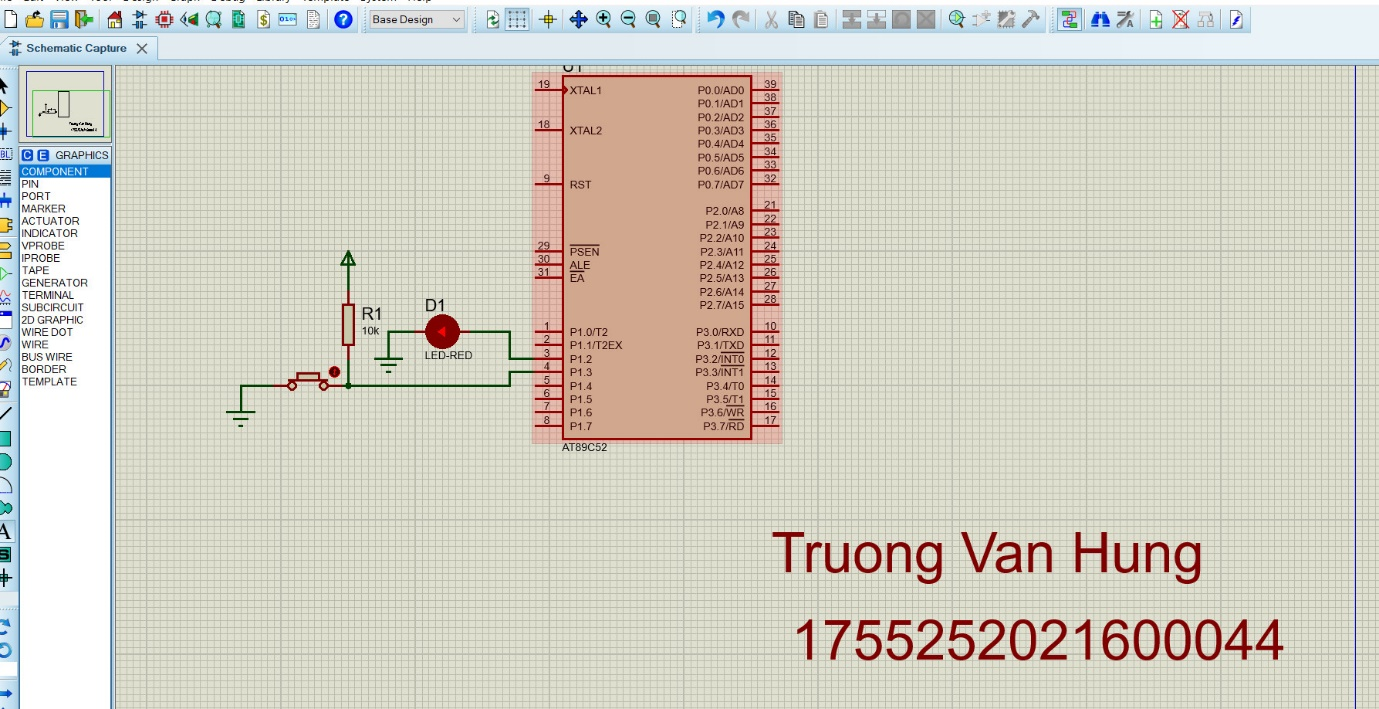 Base Design
Schematic Capture
GRAPHICS
COMPONENT
PIN
PORT
MARKER
ACTUATOR
INDICATOR
VPROBE
IPROBE
TAPE
GENERATOR
TERMINAL
SUBCIRCUIT
2D GRAPHIC
WIRE DOT
WIRE
BUS WIRE
BORDER
TEMPLATE
R1
10k
D1
LED-RED
U1
19 XTAL1
18 XTAL2
9 RST
29 PSEN
30 ALE
31 EA
1 P1.0/T2
2 P1.1/T2EX
3 P1.2
4 P1.3
5 P1.4
6 P1.5
7 P1.6
8 P1.7
P0.0/AD0 39
P0.1/AD1 38
P0.2/AD2 37
P0.3/AD3 36
P0.4/AD4 35
P0.5/AD5 34
P0.6/AD6 33
P0.7/AD7 32
P2.0/A8 21
P2.1/A9 22
P2.2/A10 23
P2.3/A11 24
P2.4/A12 25
P2.5/A13 26
P2.6/A14 27
P2.7/A15 28
P3.0/RXD 10
P3.1/TXD 11
P3.2/INT0 12
P3.3/INT1 13
P3.4/T0 14
P3.5/T1 15
P3.6/WR 16
P3.7/RD 17
AT89C52
Truong Van Hung
1755252021600044